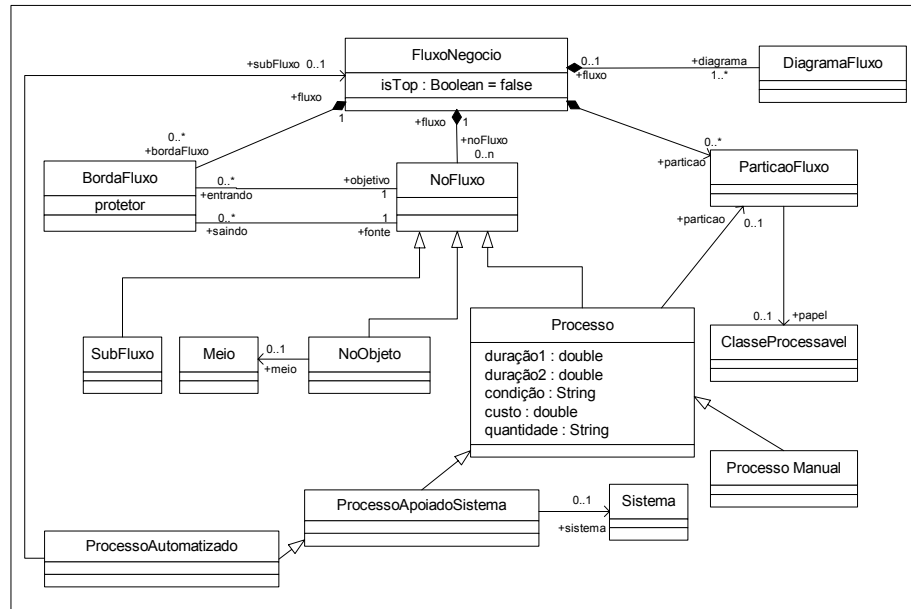 FluxoNegocio
isTop : Boolean = false
+subFluxo 0..1
0..1
+fluxo
+diagrama
1..*
DiagramaFluxo
+fluxo
1
+fluxo
1
0..*
+bordaFluxo
+noFluxo
0..n
0..*
+particao
BordaFluxo
protetor
0..*
+entrando
+objetivo
1
0..*
+saindo
1
+fonte
NoFluxo
ParticaoFluxo
+particao
0..1
0..1
+papel
SubFluxo
Meio
0..1
+meio
NoObjeto
Processo
duração1 : double
duração2 : double
condição : String
custo : double
quantidade : String
ClasseProcessavel
Processo Manual
ProcessoApoiadoSistema
0..1
+sistema
Sistema
ProcessoAutomatizado